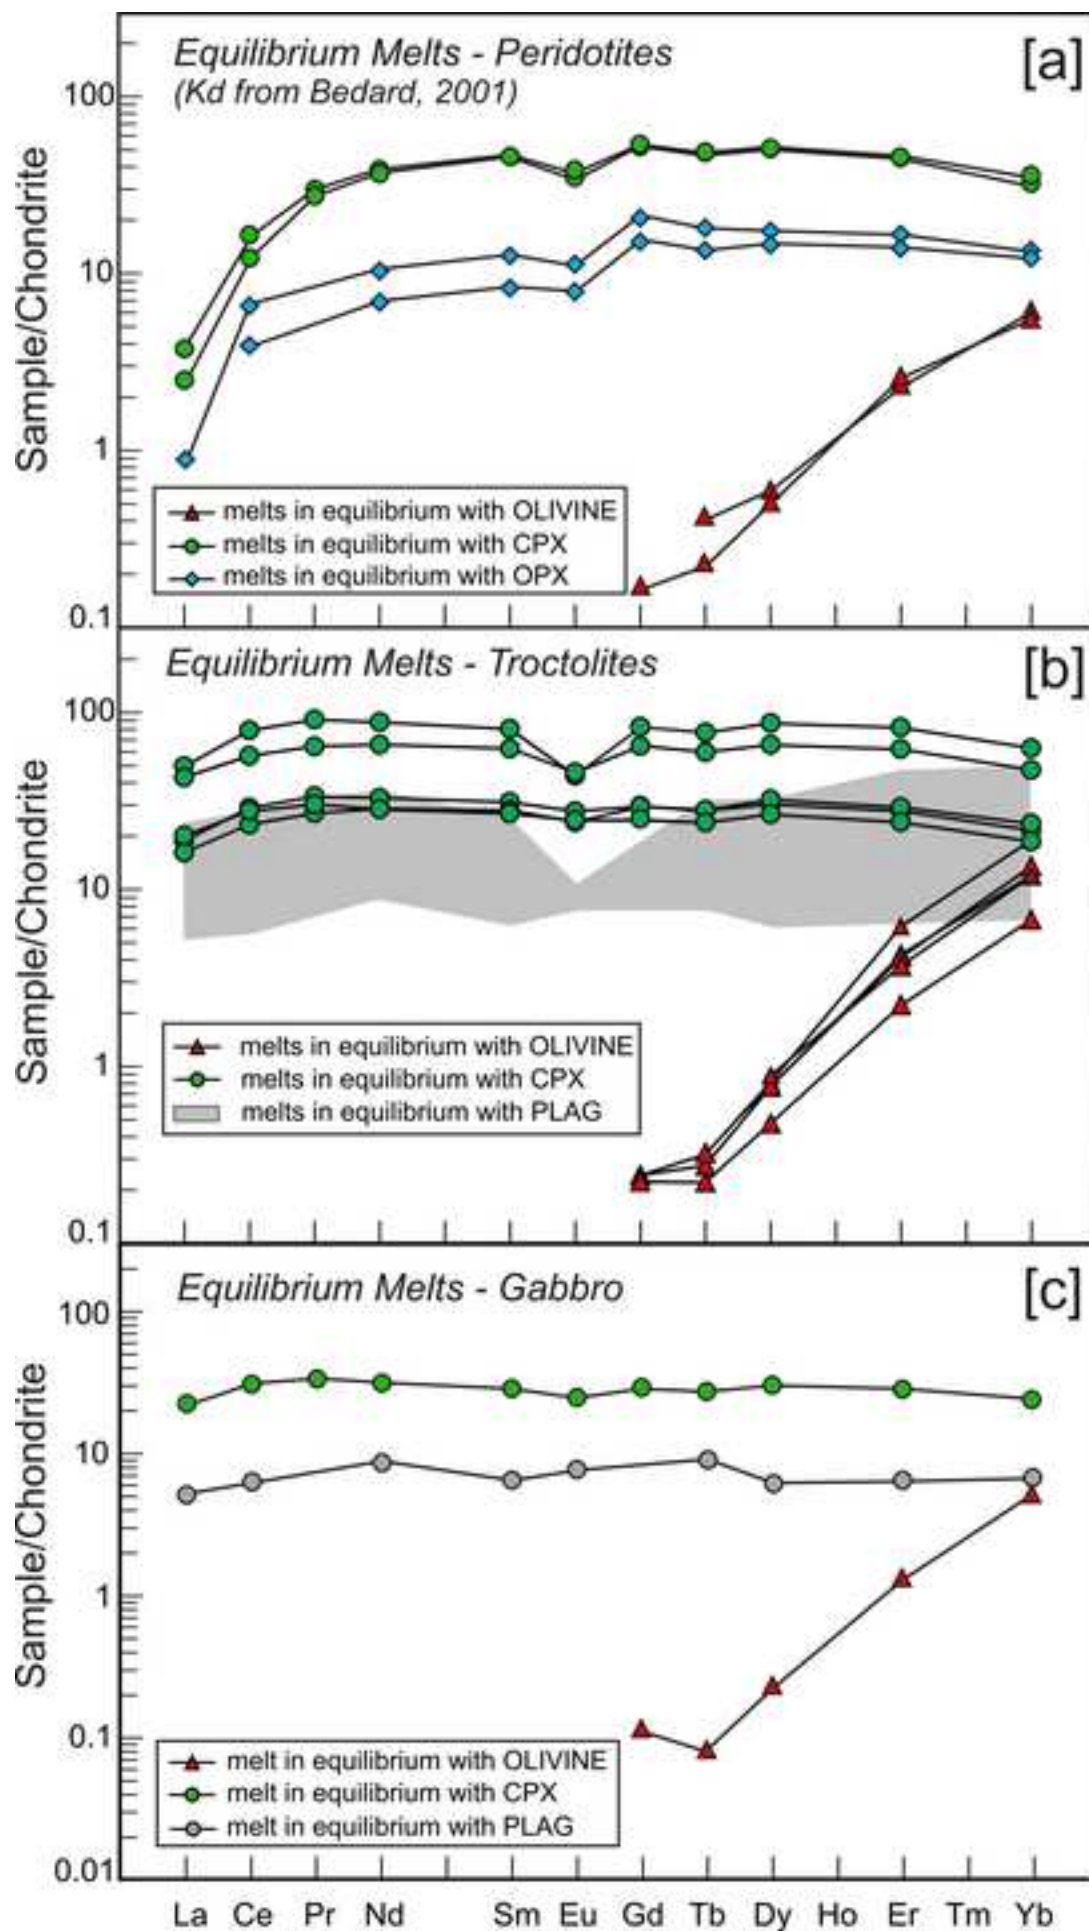 Equilibrium Melts - Peridotites
(Kd from Bedard, 2001)
[a]
Sample/Chondrite
100
10
1
0.1
melts in equilibrium with OLIVINE
melts in equilibrium with CPX
melts in equilibrium with OPX
Equilibrium Melts - Troctolites
[b]
Sample/Chondrite
100
10
1
0.1
melts in equilibrium with OLIVINE
melts in equilibrium with CPX
melts in equilibrium with PLAG
Equilibrium Melts - Gabbro
[c]
Sample/Chondrite
100
10
1
0.1
0.01
melt in equilibrium with OLIVINE
melt in equilibrium with CPX
melt in equilibrium with PLAG
La Ce Pr Nd Sm Eu Gd Tb Dy Ho Er Tm Yb